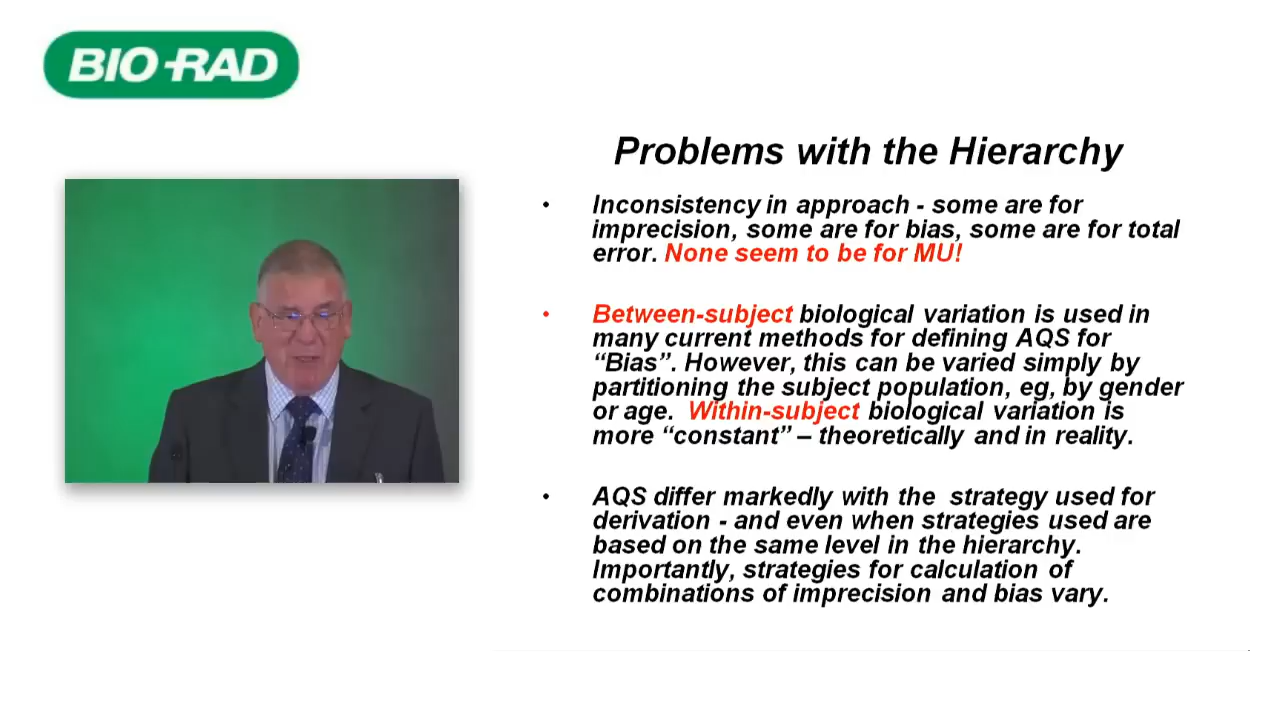 BIO-RAD
Problems with the Hierarchy
• Inconsistency in approach - some are for
imprecision, some are for bias, some are for total
error. None seem to be for MU!
• Between-subject biological variation is used in
many current methods for defining AQS for
“Bias”. However, this can be varied simply by
partitioning the subject population, eg, by gender
or age.  Within-subject biological variation is
more “constant” – theoretically and in reality.
• AQS differ markedly with the  strategy used for
derivation - and even when strategies used are
based on the same level in the hierarchy.
Importantly, strategies for calculation of
combinations of imprecision and bias vary.